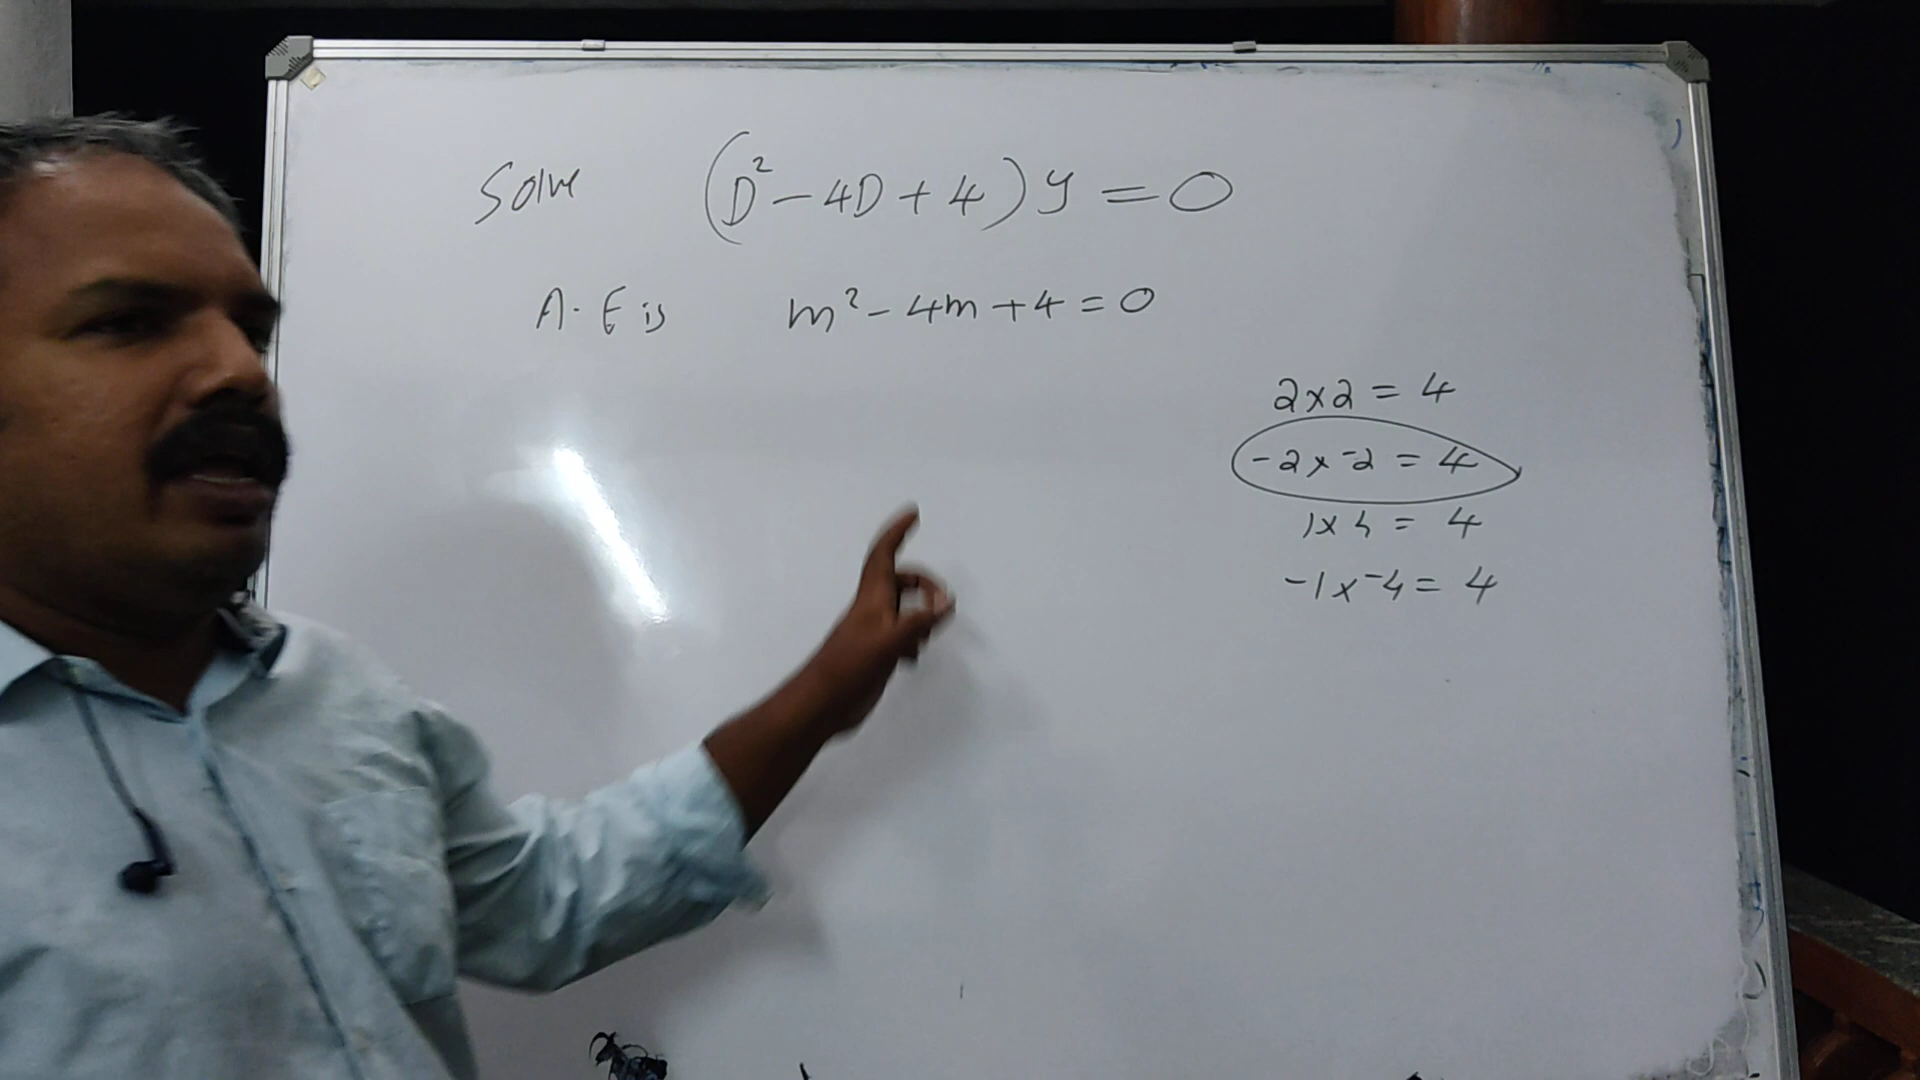 Solve (D² - 4D + 4) y = 0
A. E is m² - 4m + 4 = 0
2 x 2 = 4
-2 x -2 = 4
1 x 4 = 4
-1 x -4 = 4